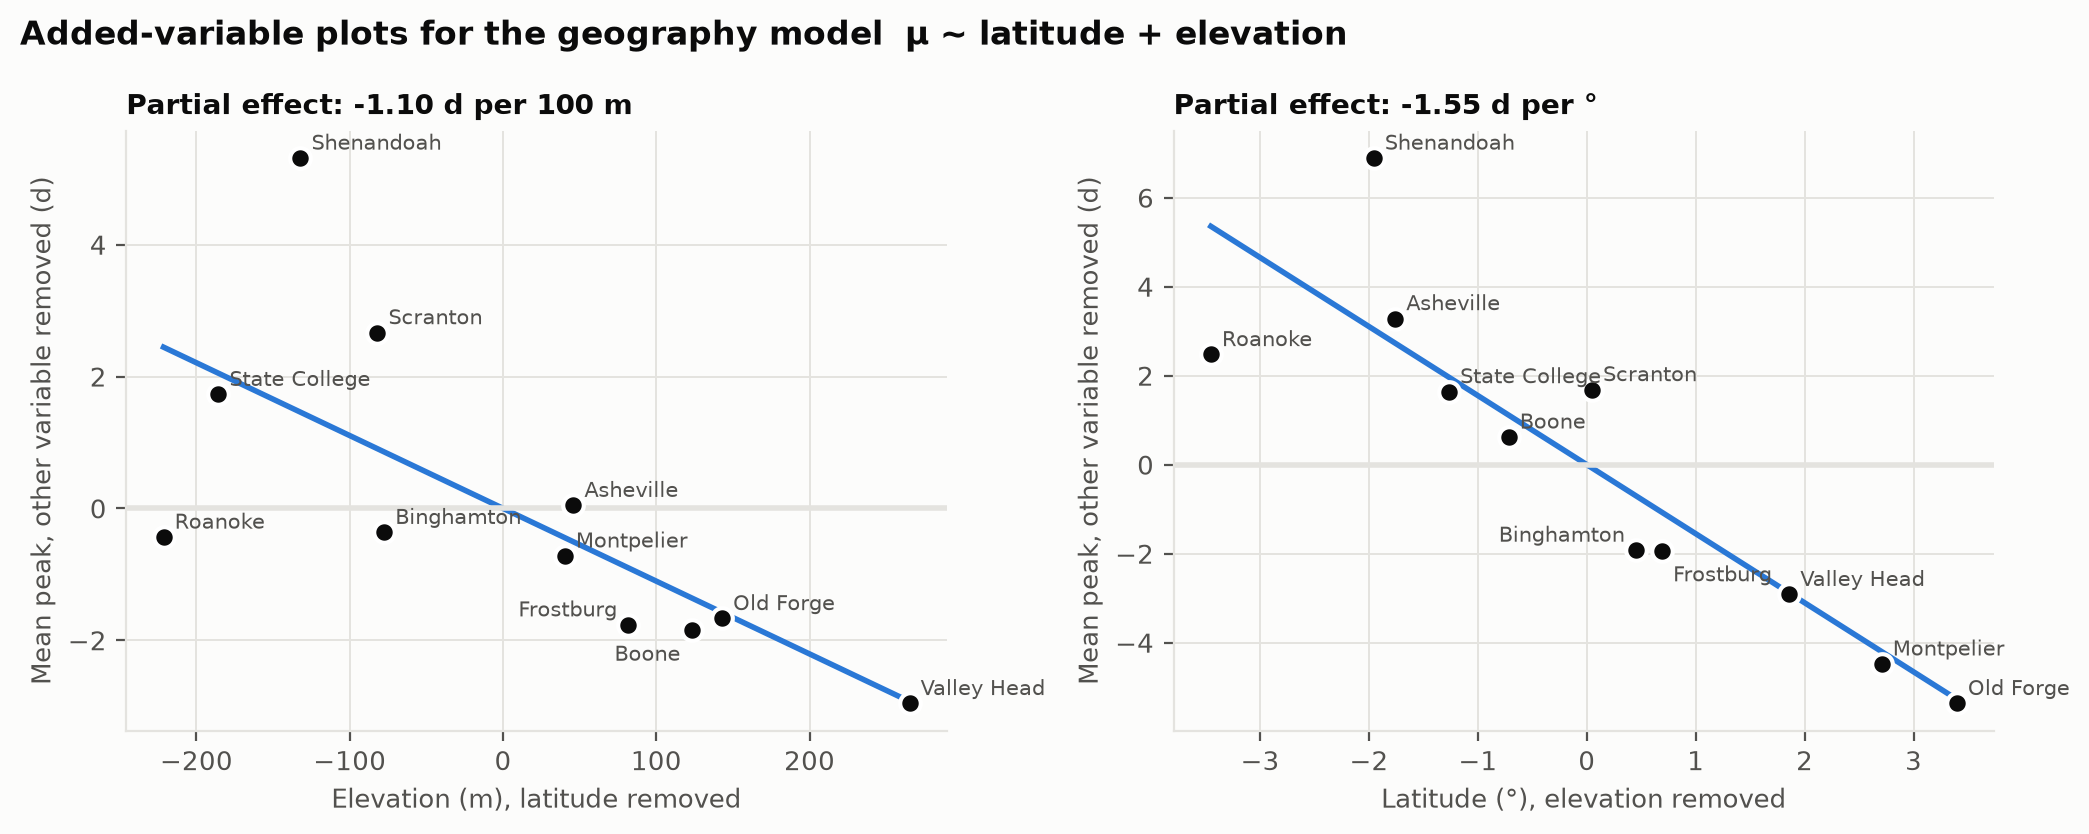 Added-variable plots for the geography model  μ ~ latitude + elevation
Partial effect: -1.10 d per 100 m
Mean peak, other variable removed (d)
4
2
0
−2
Shenandoah
Scranton
State College
Asheville
Binghamton
Roanoke
Montpelier
Old Forge
Frostburg
Boone
Valley Head
−200
−100
0
100
200
Elevation (m), latitude removed
Partial effect: -1.55 d per °
Mean peak, other variable removed (d)
6
4
2
0
−2
−4
Shenandoah
Asheville
Roanoke
State College
Scranton
Boone
Binghamton
Frostburg
Valley Head
Montpelier
Old Forge
−3
−2
−1
0
1
2
3
Latitude (°), elevation removed